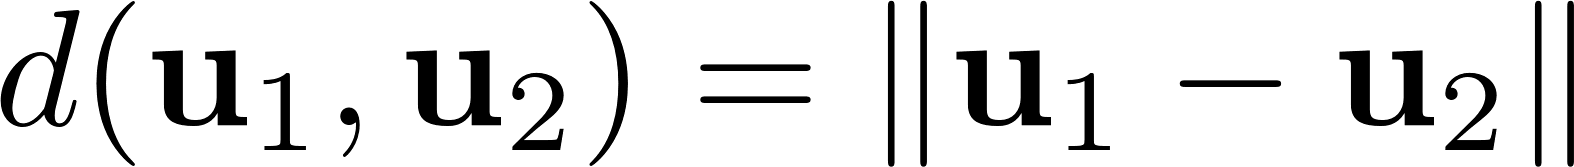 d(𝐮₁, 𝐮₂) = ‖𝐮₁ − 𝐮₂‖